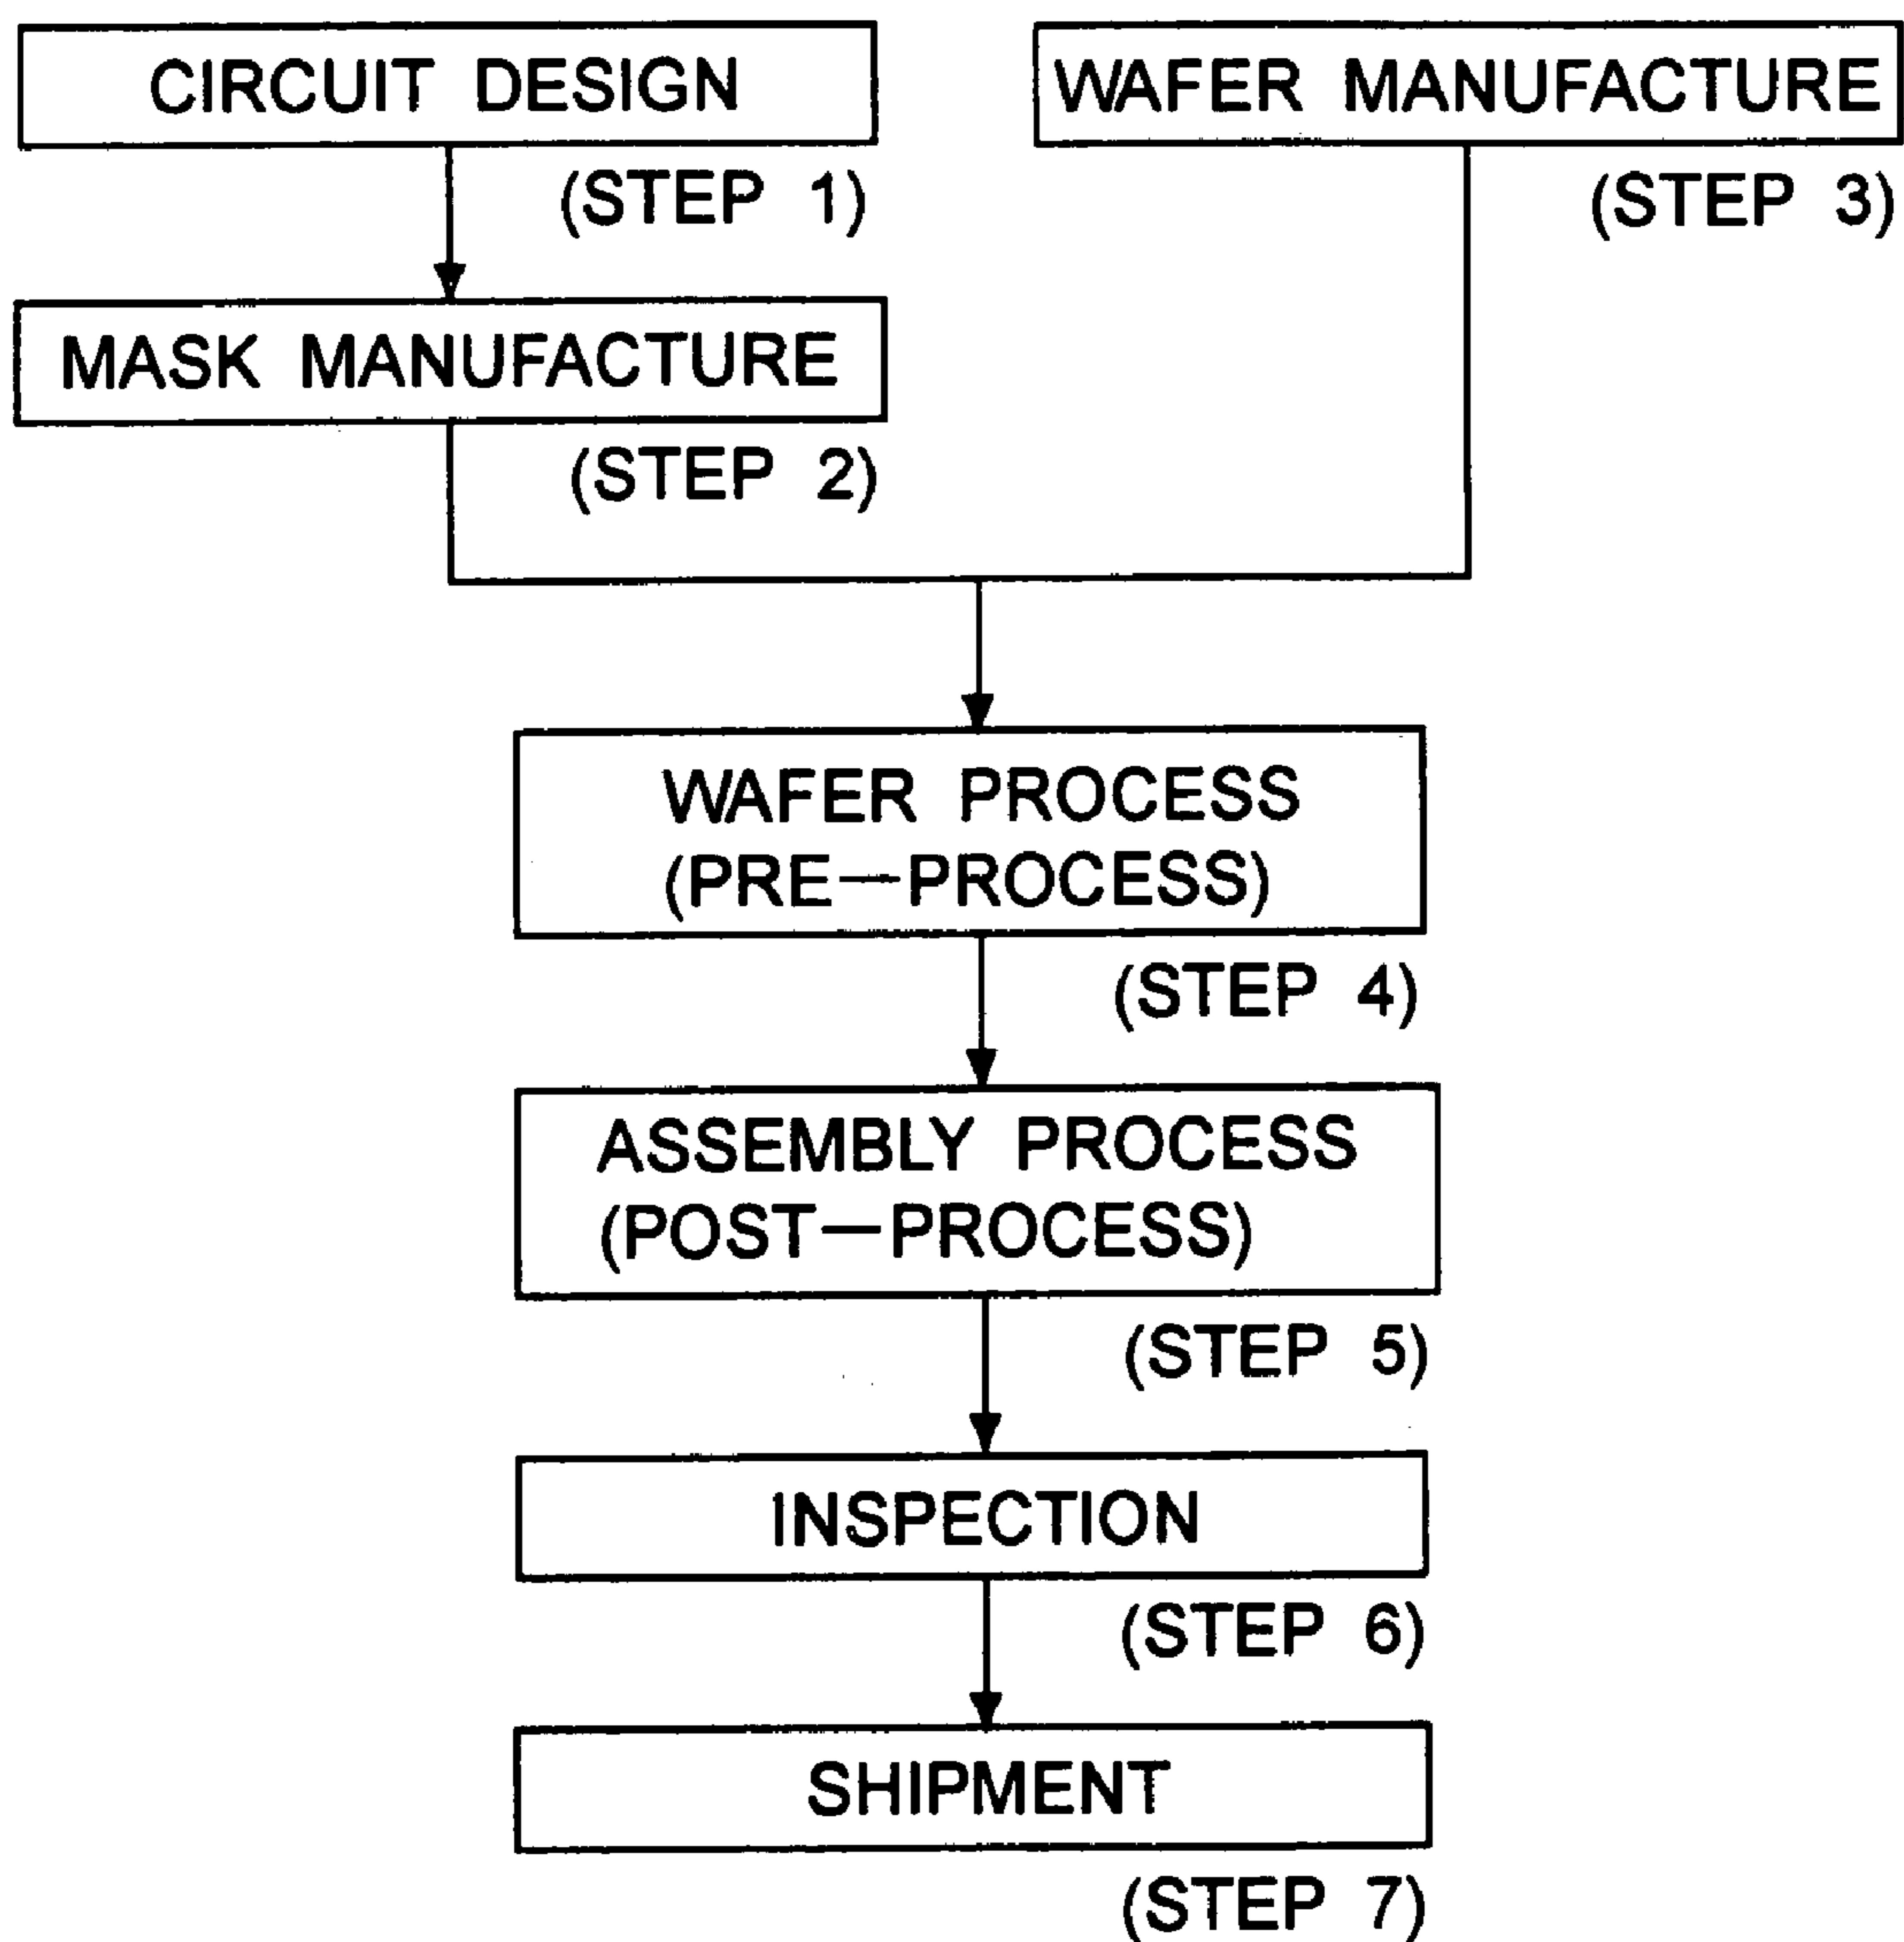 CIRCUIT DESIGN
(STEP 1)
MASK MANUFACTURE
(STEP 2)
WAFER MANUFACTURE
(STEP 3)
WAFER PROCESS
(PRE—PROCESS)
(STEP 4)
ASSEMBLY PROCESS
(POST—PROCESS)
(STEP 5)
INSPECTION
(STEP 6)
SHIPMENT
(STEP 7)